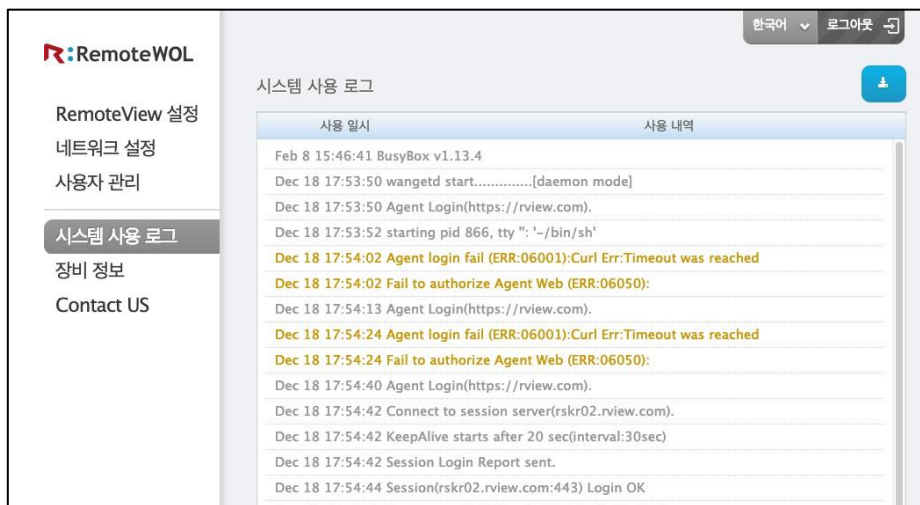 한국어
로그아웃
R:RemoteWOL
시스템 사용 로그
RemoteView 설정
네트워크 설정
사용자 관리
시스템 사용 로그
장비 정보
Contact US
사용 일시 사용 내역
Feb 8 15:46:41 BusyBox v1.13.4
Dec 18 17:53:50 wangetd start..............[daemon mode]
Dec 18 17:53:50 Agent Login(https://rview.com).
Dec 18 17:53:52 starting pid 866, tty '': '-/bin/sh'
Dec 18 17:54:02 Agent login fail (ERR:06001):Curl Err:Timeout was reached
Dec 18 17:54:02 Fail to authorize Agent Web (ERR:06050):
Dec 18 17:54:13 Agent Login(https://rview.com).
Dec 18 17:54:24 Agent login fail (ERR:06001):Curl Err:Timeout was reached
Dec 18 17:54:24 Fail to authorize Agent Web (ERR:06050):
Dec 18 17:54:40 Agent Login(https://rview.com).
Dec 18 17:54:42 Connect to session server(rskr02.rview.com).
Dec 18 17:54:42 KeepAlive starts after 20 sec(interval:30sec)
Dec 18 17:54:42 Session Login Report sent.
Dec 18 17:54:44 Session(rskr02.rview.com:443) Login OK